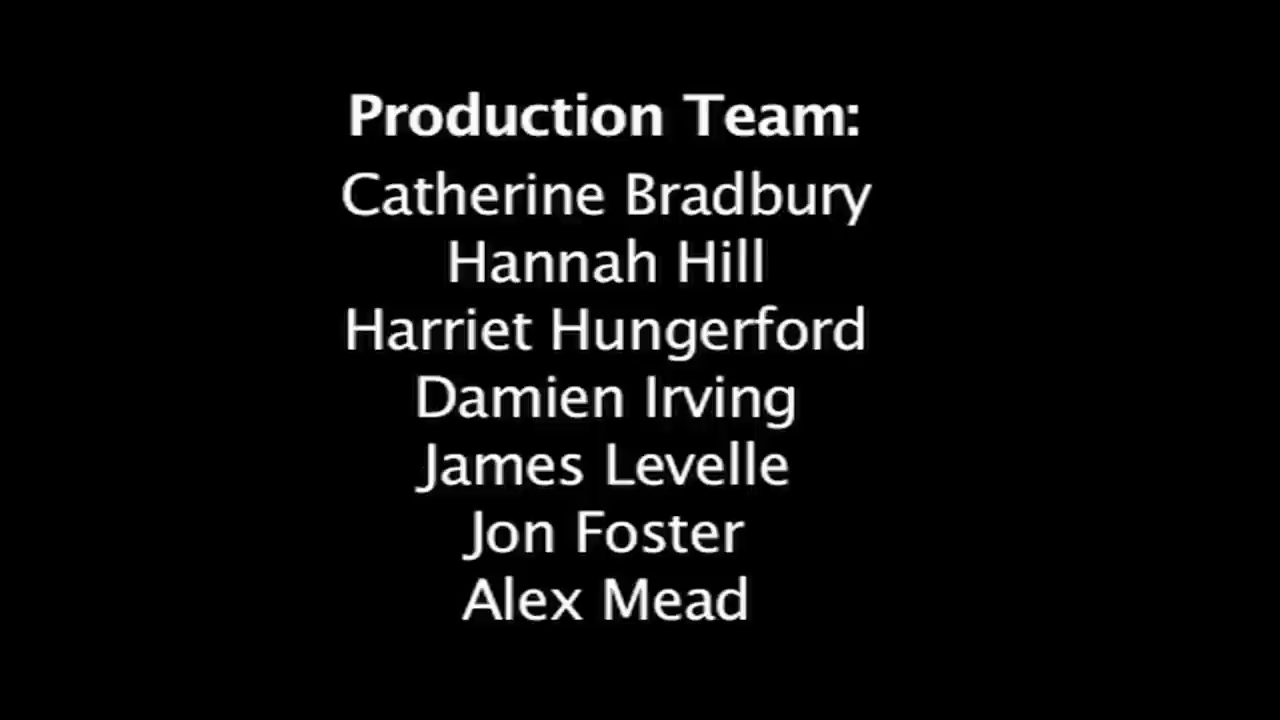 Production Team:
Catherine Bradbury
Hannah Hill
Harriet Hungerford
Damien Irving
James Levelle
Jon Foster
Alex Mead